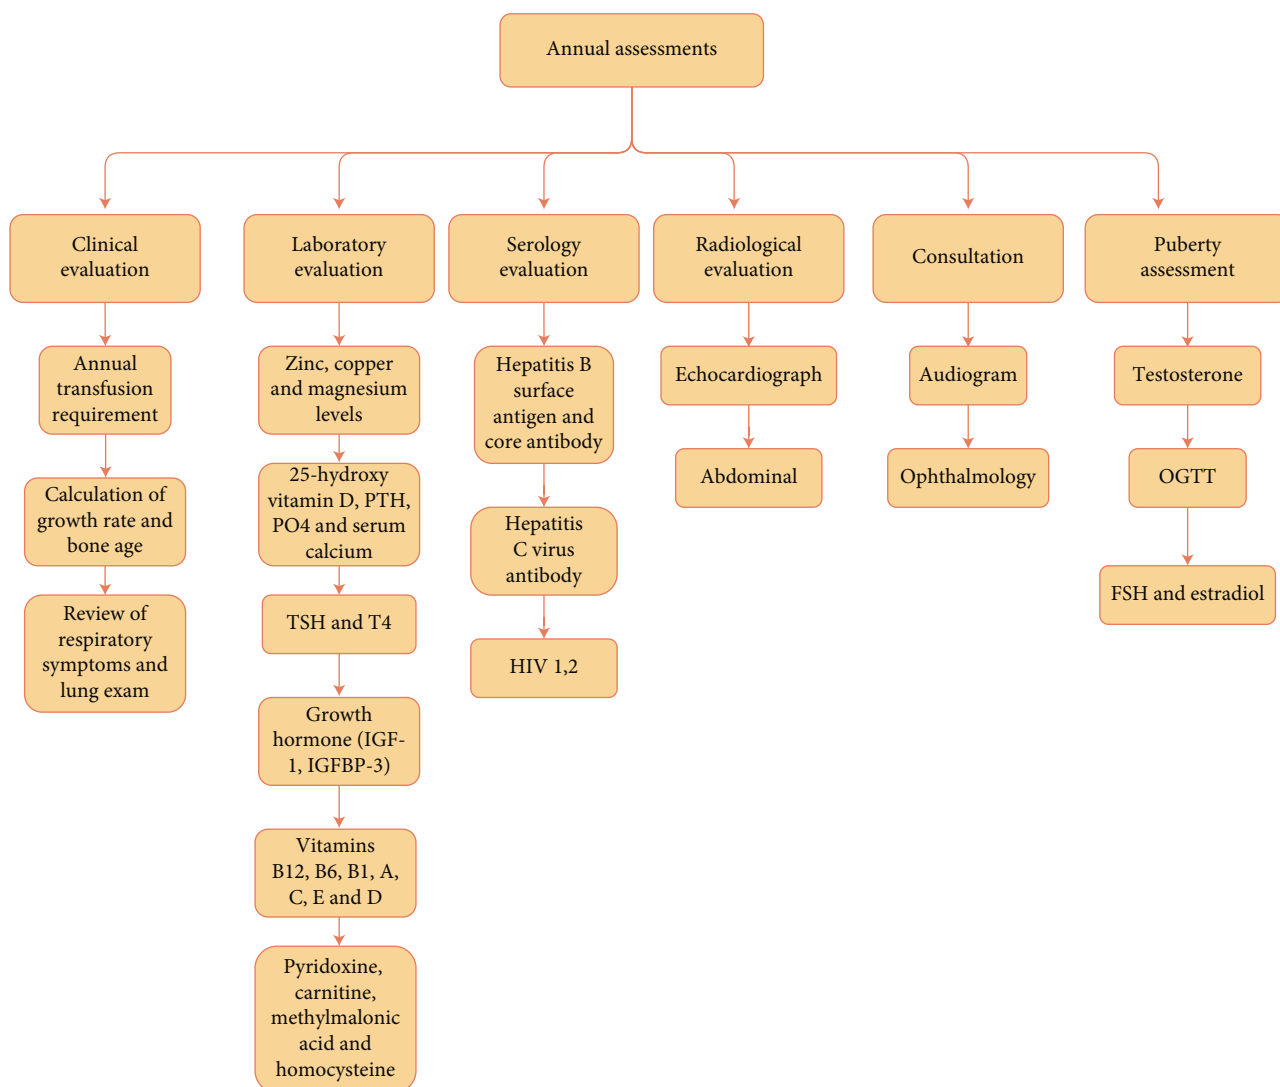 Annual assessments
Clinical
evaluation
Annual
transfusion
requirement
Calculation of
growth rate and
bone age
Review of
respiratory
symptoms and
lung exam
Laboratory
evaluation
Zinc, copper
and magnesium
levels
25-hydroxy
vitamin D, PTH,
PO4 and serum
calcium
TSH and T4
Growth
hormone (IGF-
1, IGFBP-3)
Vitamins
B12, B6, B1, A,
C, E and D
Pyridoxine,
carnitine,
methylmalonic
acid and
homocysteine
Serology
evaluation
Hepatitis B
surface
antigen and
core antibody
Hepatitis
C virus
antibody
HIV 1,2
Radiological
evaluation
Echocardiograph
Abdominal
Consultation
Audiogram
Ophthalmology
Puberty
assessment
Testosterone
OGTT
FSH and estradiol